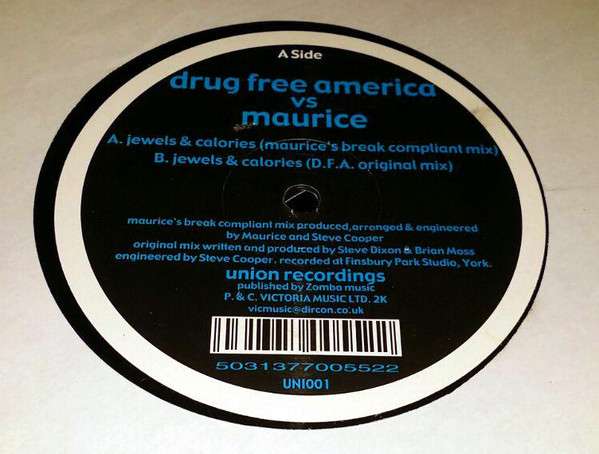 A Side
drug free america
vs
maurice
A. jewels & calories (maurice's break compliant mix)
B. jewels & calories (D.F.A. original mix)
maurice's break compliant mix produced,arranged & engineered
by Maurice and Steve Cooper
original mix written and produced by Steve Dixon & Brian Moss
engineered by Steve Cooper, recorded at Finsbury Park Studio, York.
union recordings
published by Zomba music
P. & C. VICTORIA MUSIC LTD. 2K
vicmusic@dircon.co.uk
5031377005522
UNI001